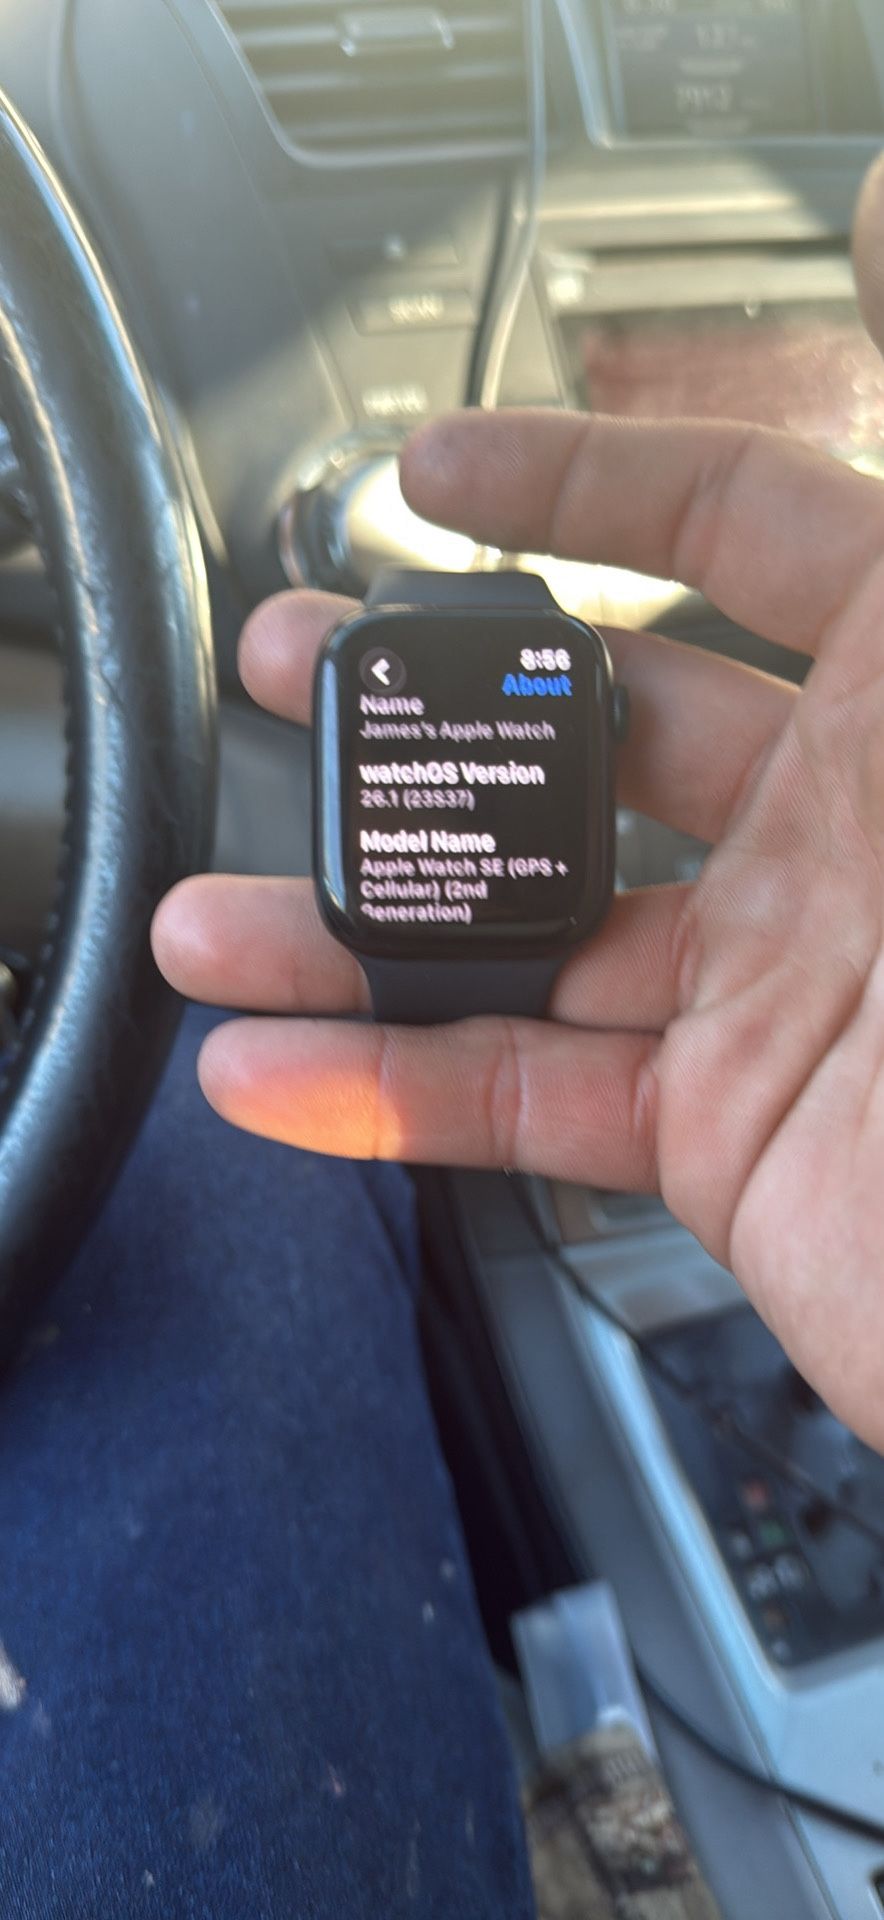 8:56
About
Name
James's Apple Watch
watchOS Version
26.1 (23S37)
Model Name
Apple Watch SE (GPS +
Cellular) (2nd
Generation)